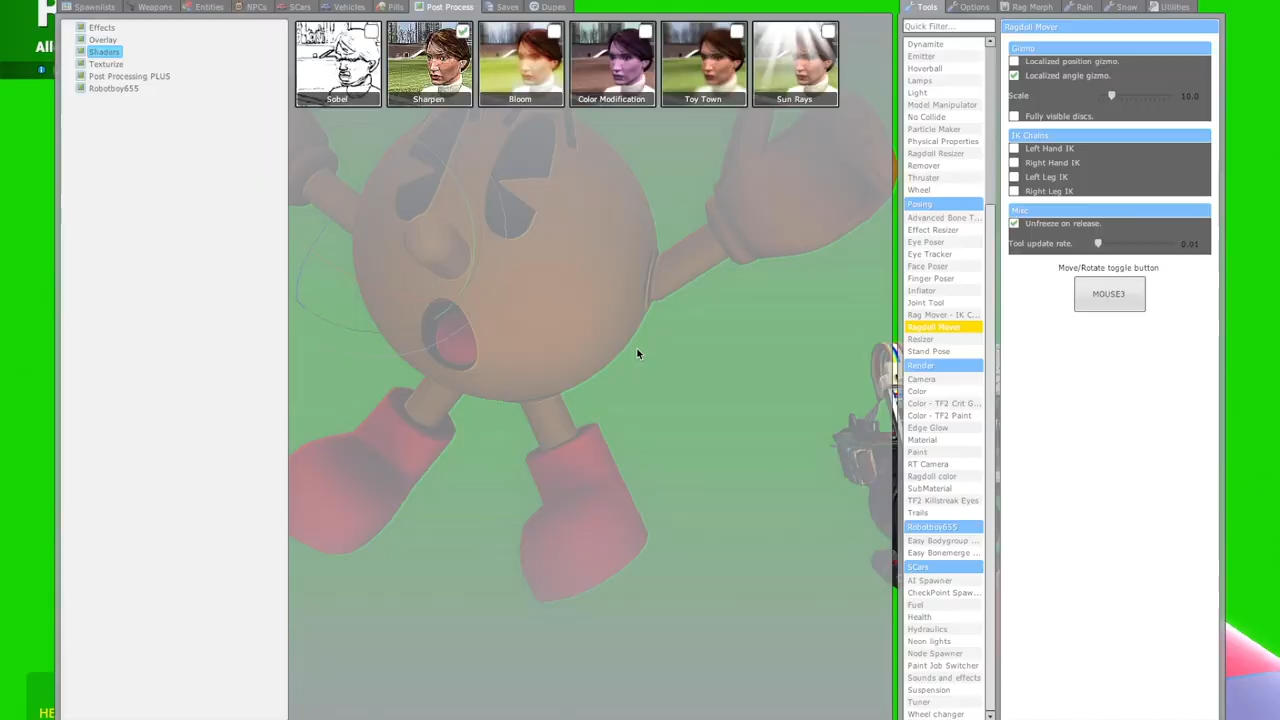 Spawnlists
Weapons
Entities
NPCs
SCars
Vehicles
Pills
Post Process
Saves
Dupes
Effects
Overlay
Shaders
Texturize
Post Processing PLUS
Robotboy655
Sobel
Sharpen
Bloom
Color Modification
Toy Town
Sun Rays
Tools
Options
Rag Morph
Rain
Snow
Utilities
Quick Filter...
Dynamite
Emitter
Hoverball
Lamps
Light
Model Manipulator
No Collide
Particle Maker
Physical Properties
Ragdoll Resizer
Remover
Thruster
Wheel
Posing
Advanced Bone T...
Effect Resizer
Eye Poser
Eye Tracker
Face Poser
Finger Poser
Inflator
Joint Tool
Rag Mover - IK C...
Ragdoll Mover
Resizer
Stand Pose
Render
Camera
Color
Color - TF2 Crit G...
Color - TF2 Paint
Edge Glow
Material
Paint
RT Camera
Ragdoll color
SubMaterial
TF2 Killstreak Eyes
Trails
Robotboy655
Easy Bodygroup ...
Easy Bonemerge ...
SCars
AI Spawner
CheckPoint Spaw...
Fuel
Health
Hydraulics
Neon lights
Node Spawner
Paint Job Switcher
Sounds and effects
Suspension
Tuner
Wheel changer
Ragdoll Mover
Gizmo
Localized position gizmo.
Localized angle gizmo.
Scale 10.0
Fully visible discs.
IK Chains
Left Hand IK
Right Hand IK
Left Leg IK
Right Leg IK
Misc
Unfreeze on release.
Tool update rate. 0.01
Move/Rotate toggle button
MOUSE3